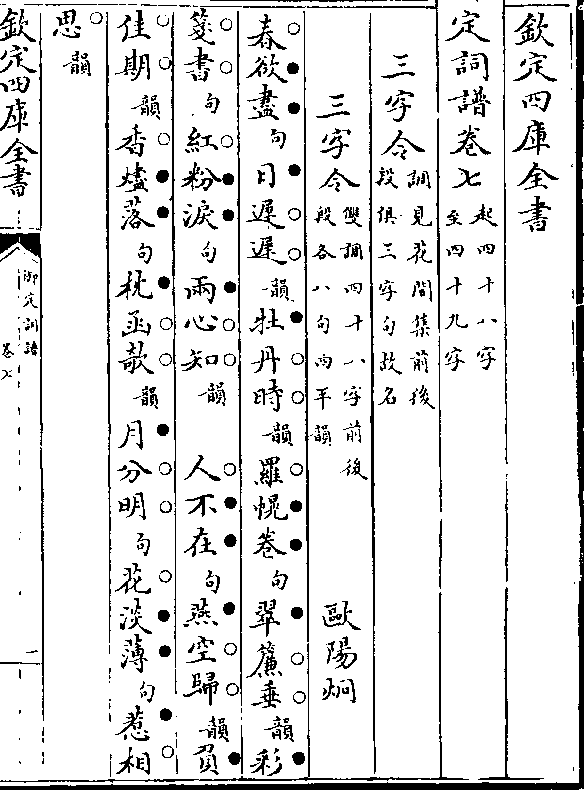 欽定四庫全書
定詞譜卷七 起四十八字
至四十九字
三字令 調見花間集前後
段俱三字句故名
三字令 雙調四十八字前後
段各八句四平韻 歐陽炯
春欲盡句日遲遲韻牡丹時韻羅幌卷句翠簾垂韻彩
箋書句紅粉淚句兩心知韻 人不在句燕空歸韻負
佳期韻香燼落句枕函欹韻月分明句花淡薄句惹相
思韻
欽定四庫全書
御定詞譜
卷七
一